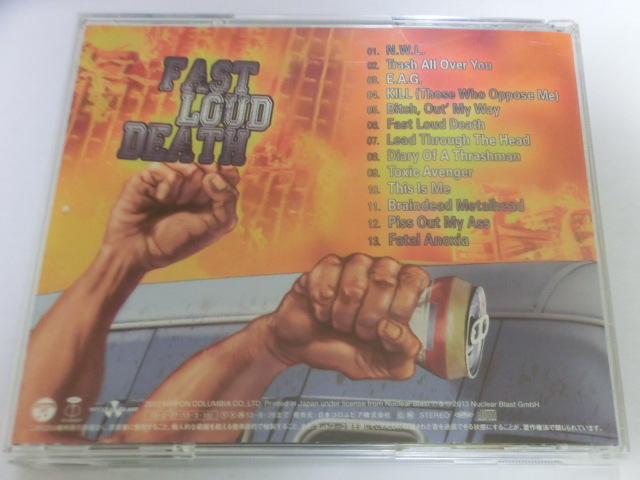 FAST
LOUD
DEATH
01. N.W.L.
02. Trash All Over You
03. E.A.G.
04. KILL (Those Who Oppose Me)
05. Bitch, Out' My Way
06. Fast Loud Death
07. Lead Through The Head
08. Diary Of A Thrashman
09. Toxic Avenger
10. This Is Me
11. Braindead Metalhead
12. Piss Out My Ass
13. Fatal Anoxia
NIPPON COLUMBIA CO., LTD. Printed in Japan under license from Nuclear Blast 2013 Nuclear Blast GmbH
発売元 日本コロムビア株式会社 STEREO